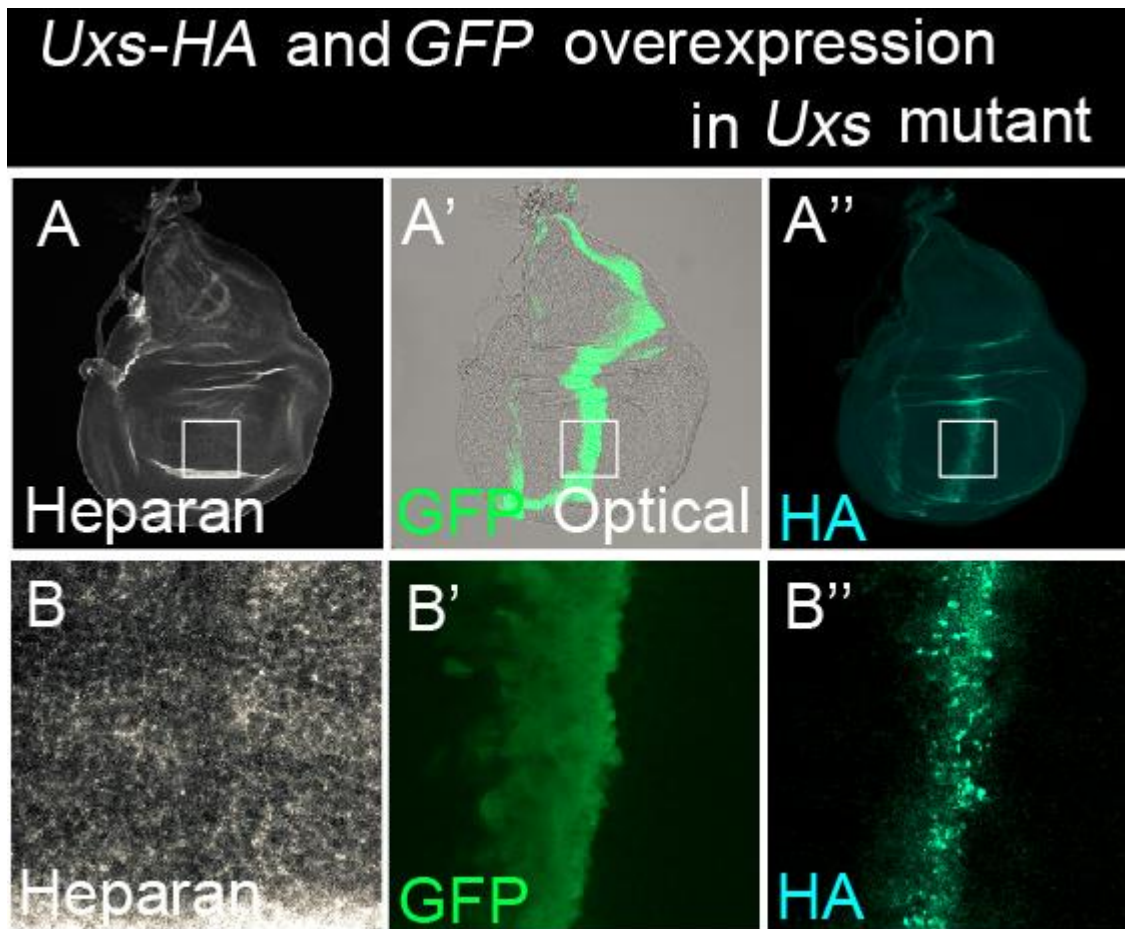 Uxs-HA and GFP overexpression
in Uxs mutant
A
A’
A’’
Heparan
GFP Optical
HA
B
B’
B’’
Heparan
GFP
HA